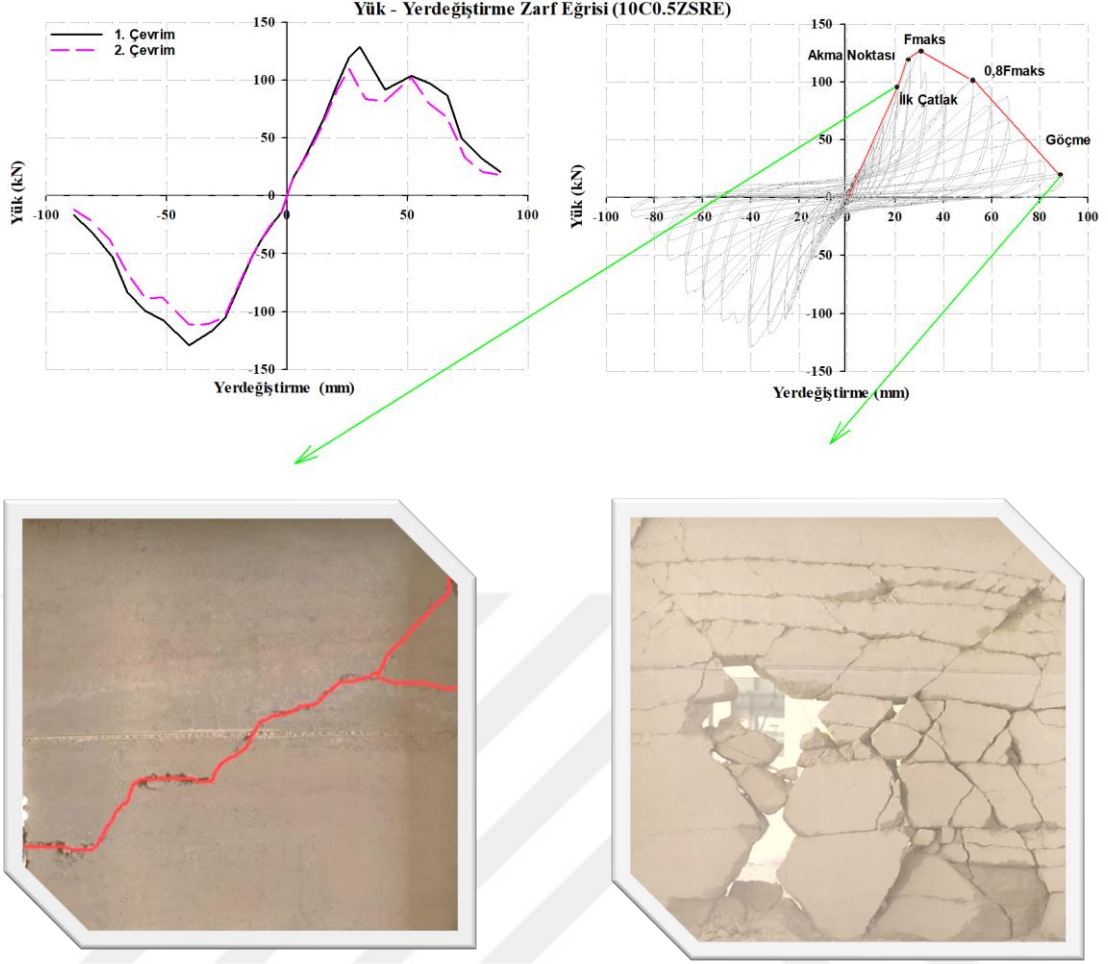 Yük - Yerdeğiştirme Zarf Eğrisi (10C0.5ZSRE)
1. Çevrim
2. Çevrim
Yük (kN)
150
100
50
0
-50
-100
-150
-100
-50
0
50
100
Yerdeğiştirme (mm)
Fmaks
Akma Noktası
0,8Fmaks
İlk Çatlak
Göçme
Yük (kN)
150
100
50
0
-50
-100
-150
-100
-80
-60
-40
-20
0
20
40
60
80
100
Yerdeğiştirme (mm)